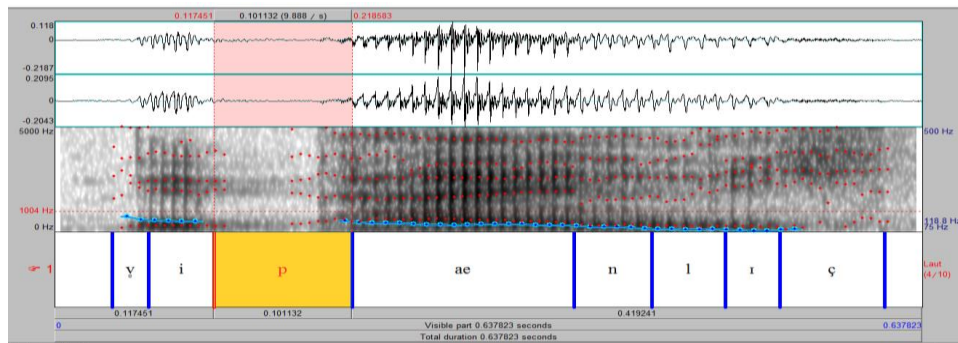 0.117451 0.101132 (9.888 / s) 0.218583
0.118
0
-0.2187
0.2095
0
-0.2043
5000 Hz 500 Hz
1004 Hz
118.8 Hz
0 Hz 75 Hz
☞ 1 v̥ i p ae n l ɪ ç Laut
(4/10)
0.117451 0.101132 0.419241
0 Visible part 0.637823 seconds 0.637823
Total duration 0.637823 seconds